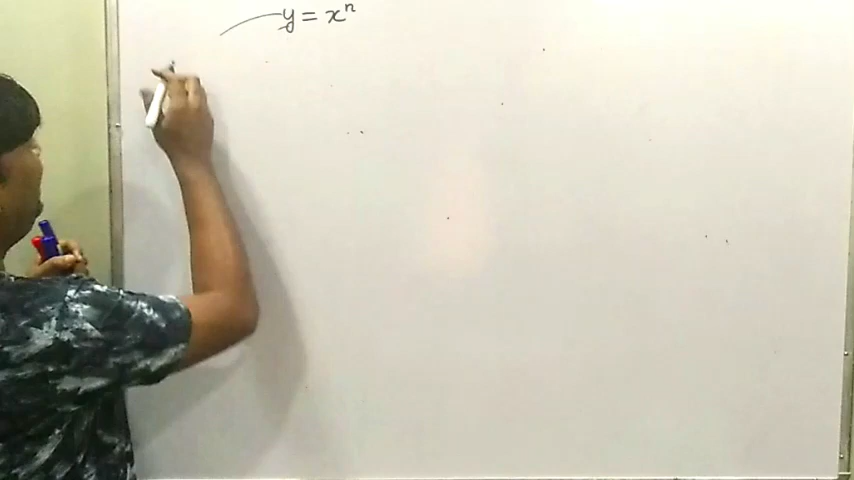 y = xⁿ